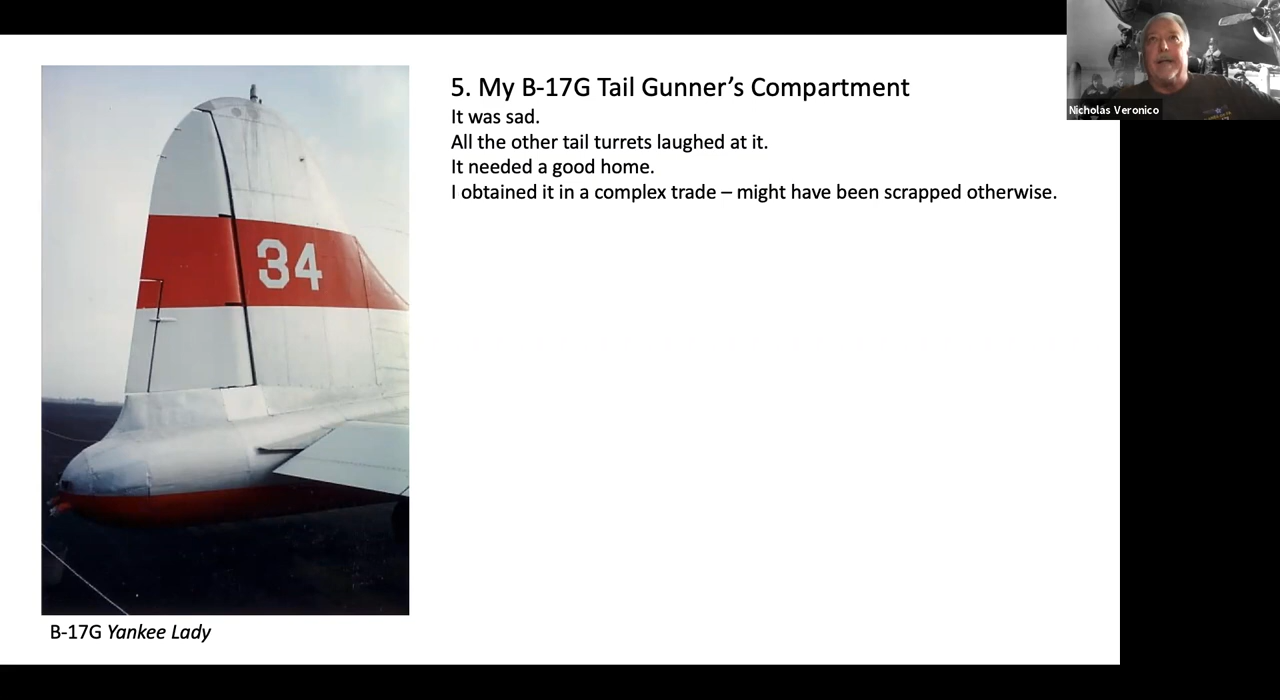 5. My B-17G Tail Gunner’s Compartment
It was sad.
All the other tail turrets laughed at it.
It needed a good home.
I obtained it in a complex trade – might have been scrapped otherwise.
34
B-17G Yankee Lady
Nicholas Veronico